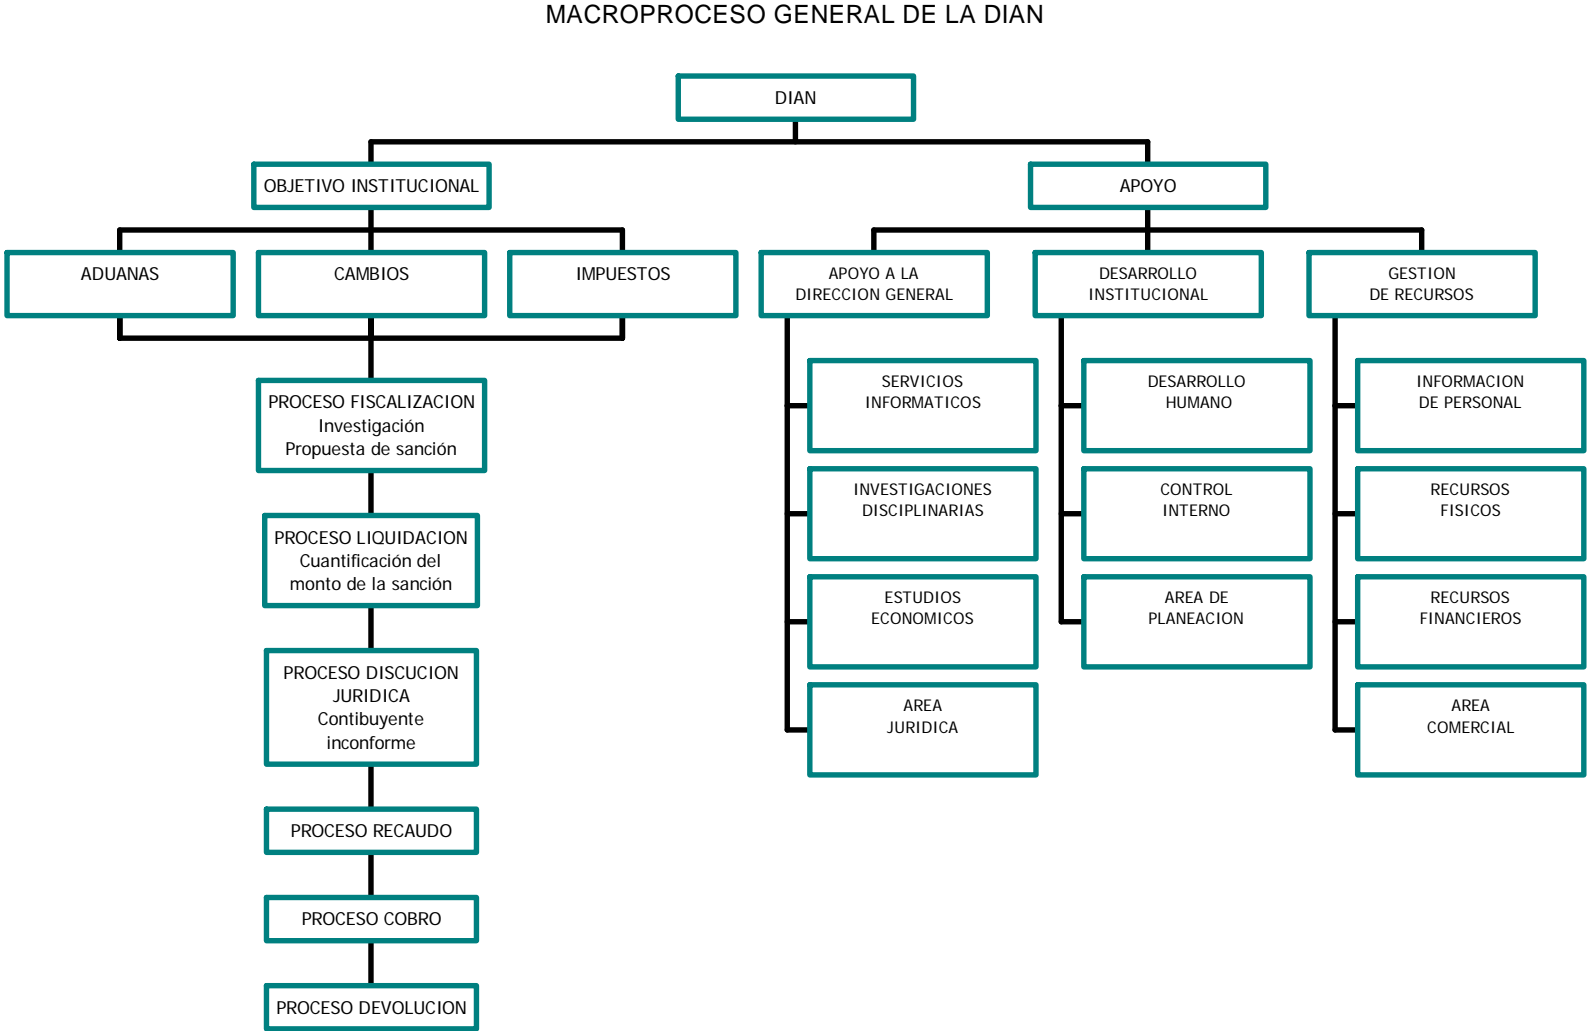 MACROPROCESO GENERAL DE LA DIAN
DIAN
OBJETIVO INSTITUCIONAL
APOYO
ADUANAS
CAMBIOS
IMPUESTOS
APOYO A LA
DIRECCION GENERAL
DESARROLLO
INSTITUCIONAL
GESTION
DE RECURSOS
PROCESO FISCALIZACION
Investigación
Propuesta de sanción
PROCESO LIQUIDACION
Cuantificación del
monto de la sanción
PROCESO DISCUCION
JURIDICA
Contibuyente
inconforme
PROCESO RECAUDO
PROCESO COBRO
PROCESO DEVOLUCION
SERVICIOS
INFORMATICOS
INVESTIGACIONES
DISCIPLINARIAS
ESTUDIOS
ECONOMICOS
AREA
JURIDICA
DESARROLLO
HUMANO
CONTROL
INTERNO
AREA DE
PLANEACION
INFORMACION
DE PERSONAL
RECURSOS
FISICOS
RECURSOS
FINANCIEROS
AREA
COMERCIAL